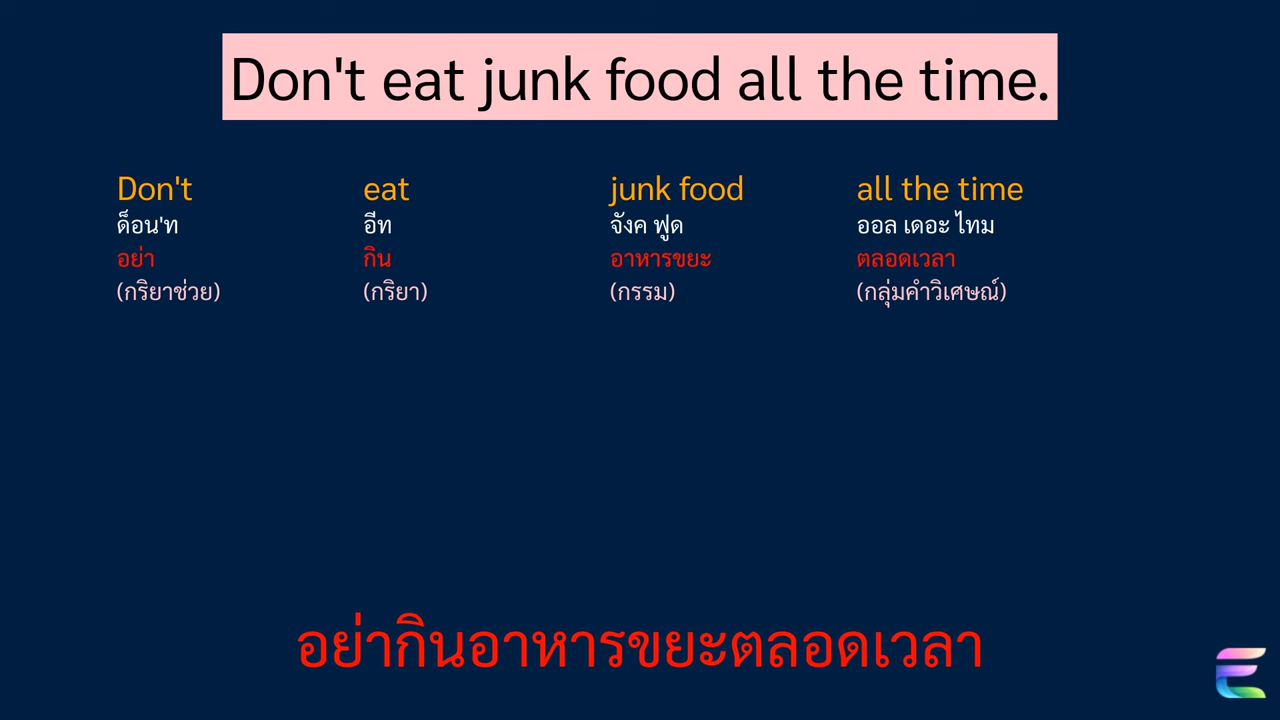 Don't eat junk food all the time.
Don't eat junk food all the time
ด็อน'ท อีท จังค ฟูด ออล เดอะ ไทม
อย่า กิน อาหารขยะ ตลอดเวลา
(กริยาช่วย) (กริยา) (กรรม) (กลุ่มคำวิเศษณ์)
อย่ากินอาหารขยะตลอดเวลา